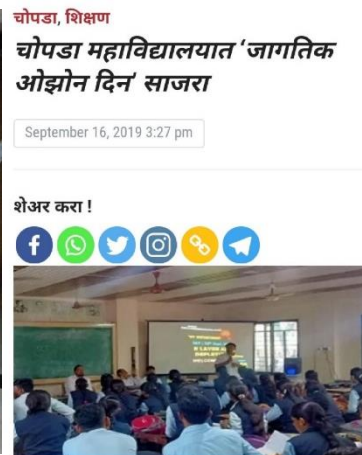 चोपडा, शिक्षण
चोपडा महाविद्यालयात ‘जागतिक
ओझोन दिन’ साजरा
September 16, 2019 3:27 pm
शेअर करा !